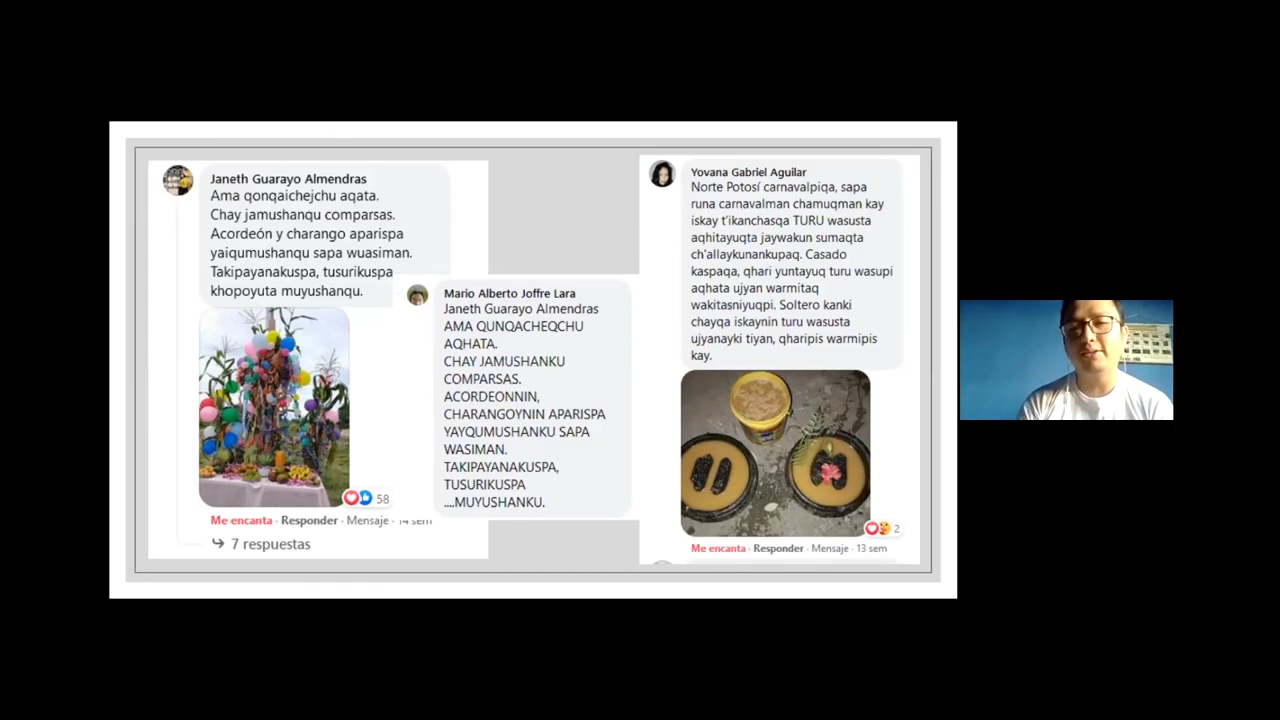 Janeth Guarayo Almendras
Ama qonqaichejchu aqata.
Chay jamushanqu comparsas.
Acordeón y charango aparispa
yaiqumushanqu sapa wuasiman.
Takipayanakuspa, tusurikuspa
khopoyuta muyushanqu.
58
Me encanta · Responder · Mensaje · 14 sem
7 respuestas
Mario Alberto Joffre Lara
Janeth Guarayo Almendras
AMA QUNQACHEQCHU
AQHATA.
CHAY JAMUSHANKU
COMPARSAS.
ACORDEONNIN,
CHARANGOYNIN APARISPA
YAYQUMUSHANKU SAPA
WASIMAN.
TAKIPAYANAKUSPA,
TUSURIKUSPA
....MUYUSHANKU.
Yovana Gabriel Aguilar
Norte Potosí carnavalpiqa, sapa
runa carnavalman chamuqman kay
iskay t'ikanchasqa TURU wasusta
aqhitayuqta jaywakun sumaqta
ch'allaykunankupaq. Casado
kaspaqa, qhari yuntayuq turu wasupi
aqhata ujyan warmitaq
wakitasniyuqpi. Soltero kanki
chayqa iskaynin turu wasusta
ujyanayki tiyan, qharipis warmipis
kay.
2
Me encanta · Responder · Mensaje · 13 sem